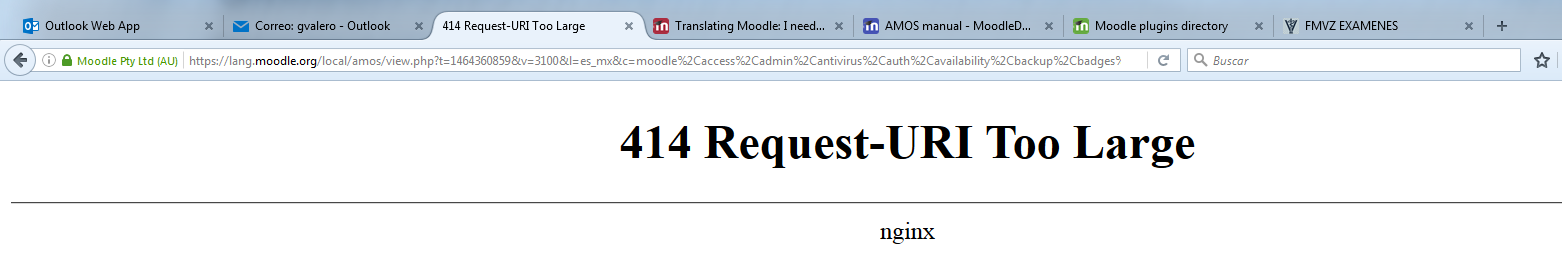 Outlook Web App
Correo: gvalero - Outlook
414 Request-URI Too Large
Translating Moodle: I need...
AMOS manual - MoodleD...
Moodle plugins directory
FMVZ EXAMENES
Moodle Pty Ltd (AU)
https://lang.moodle.org/local/amos/view.php?t=1464360859&v=3100&l=es_mx&c=moodle%2Caccess%2Cadmin%2Cantivirus%2Cauth%2Cavailability%2Cbackup%2Cbadges%
Buscar
414 Request-URI Too Large
nginx